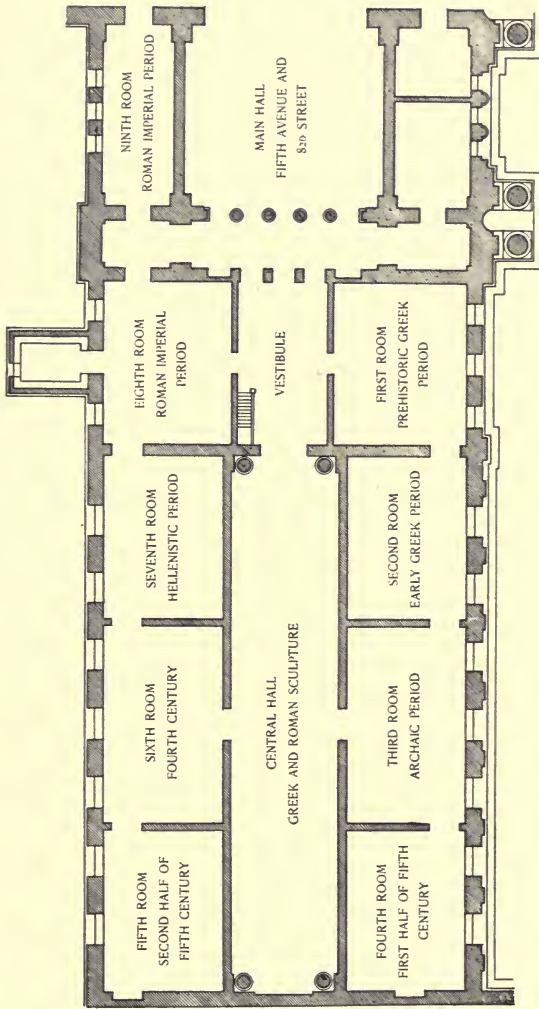 NINTH ROOM
ROMAN IMPERIAL PERIOD
MAIN HALL
FIFTH AVENUE AND
82D STREET
EIGHTH ROOM
ROMAN IMPERIAL
PERIOD
VESTIBULE
FIRST ROOM
PREHISTORIC GREEK
PERIOD
SEVENTH ROOM
HELLENISTIC PERIOD
SECOND ROOM
EARLY GREEK PERIOD
SIXTH ROOM
FOURTH CENTURY
CENTRAL HALL
GREEK AND ROMAN SCULPTURE
THIRD ROOM
ARCHAIC PERIOD
FIFTH ROOM
SECOND HALF OF
FIFTH CENTURY
FOURTH ROOM
FIRST HALF OF FIFTH
CENTURY